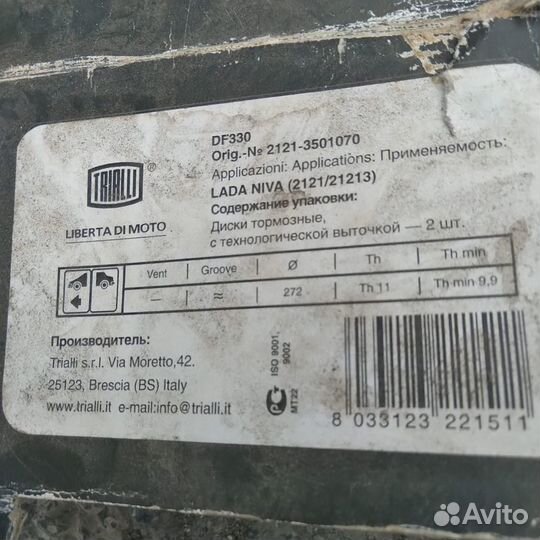 DF330
Orig.-№ 2121-3501070
Applicazioni: Applications: Применяемость:
LADA NIVA (2121/21213)
Содержание упаковки:
Диски тормозные,
с технологической выточкой — 2 шт.
TRIALLI ®
LIBERTA DI MOTO
Vent Groove Ø Th Th min
— ≈ 272 Th 11 Th min 9,9
Производитель:
Trialli s.r.l. Via Moretto,42.
25123, Brescia (BS) Italy
www.trialli.it e-mail:info@trialli.it
РСТ
МТ22
ISO 9001,
9002
8 033123 221511
Avito